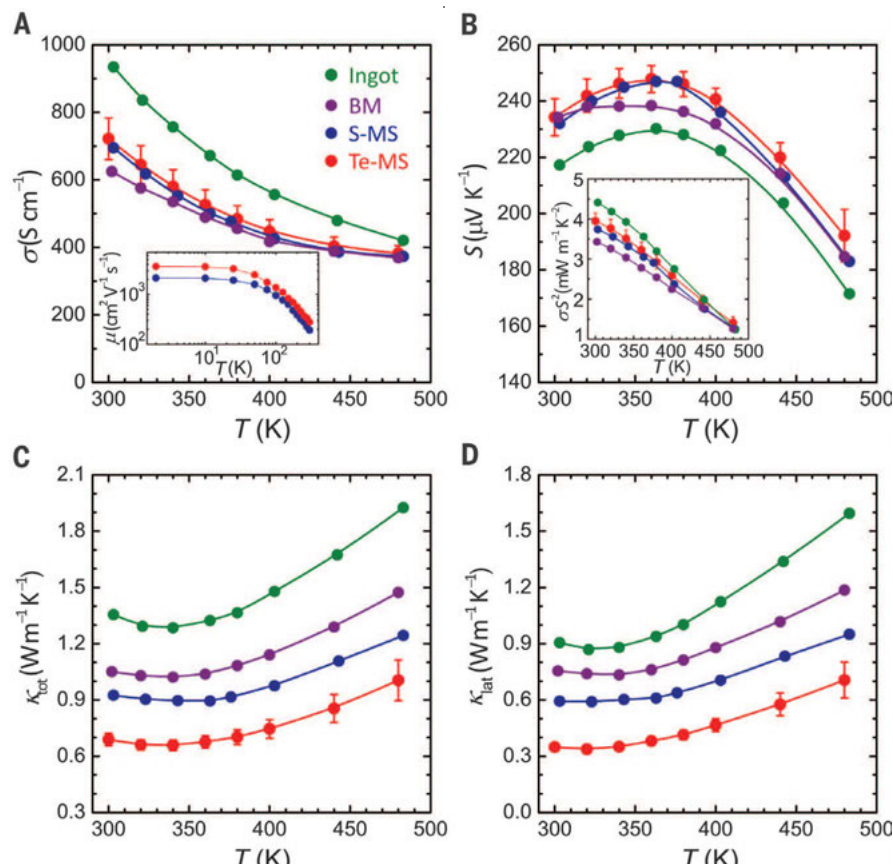 A
1000
800
600
400
200
0
σ(S cm⁻¹)
Ingot
BM
S-MS
Te-MS
μ(cm² V⁻¹ s⁻¹)
10³
10²
10¹ 10²
T(K)
300 350 400 450 500
T (K)
B
260
240
220
200
180
160
140
S(μV K⁻¹)
σS²(mW m⁻¹ K⁻²)
5
4
3
2
1
300 350 400 450 500
T (K)
300 350 400 450 500
T (K)
C
2.1
1.8
1.5
1.2
0.9
0.6
0.3
κtot(Wm⁻¹ K⁻¹)
300 350 400 450 500
T (K)
D
1.8
1.5
1.2
0.9
0.6
0.3
0.0
κlat(Wm⁻¹ K⁻¹)
300 350 400 450 500
T (K)